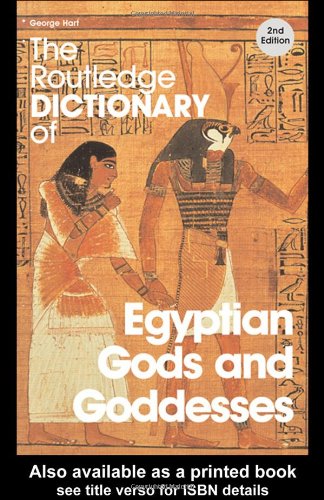 George Hart
2nd
Edition
The
Routledge
DICTIONARY
of
Egyptian
Gods and
Goddesses
Also available as a printed book
see title verso for ISBN details